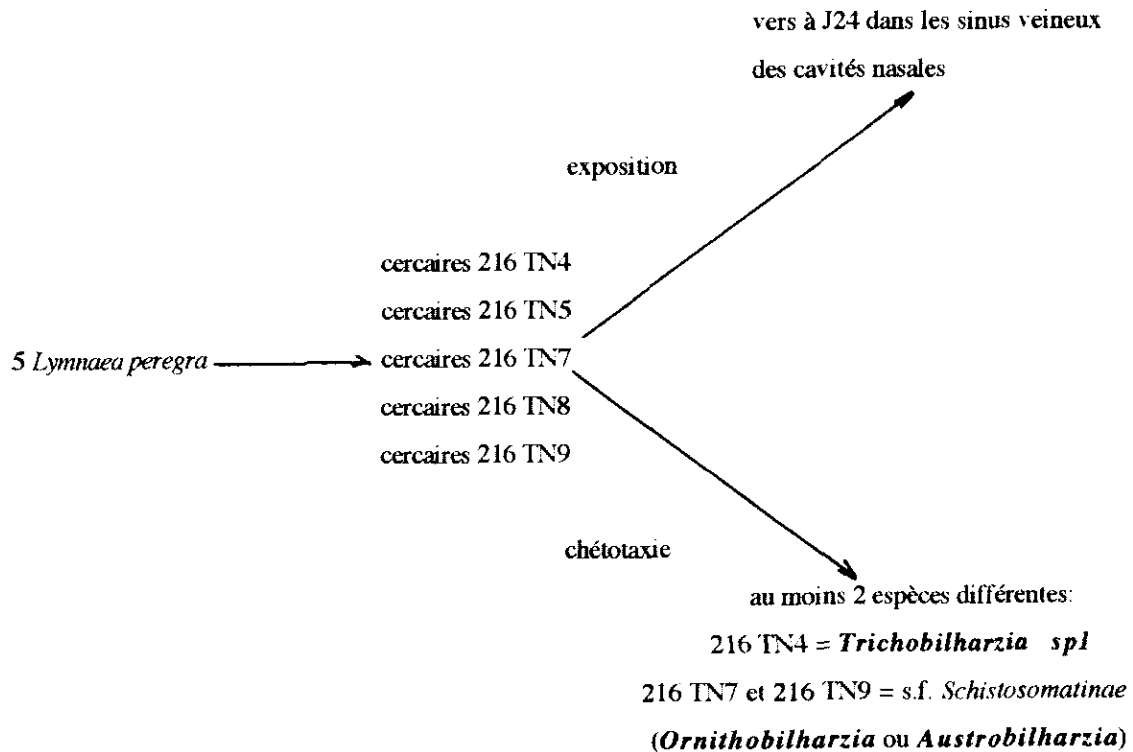 vers à J24 dans les sinus veineux
des cavités nasales
exposition
cercaires 216 TN4
cercaires 216 TN5
5 Lymnaea peregra
cercaires 216 TN7
cercaires 216 TN8
cercaires 216 TN9
chétotaxie
au moins 2 espèces différentes:
216 TN4 = Trichobilharzia sp1
216 TN7 et 216 TN9 = s.f. Schistosomatinae
(Ornithobilharzia ou Austrobilharzia)